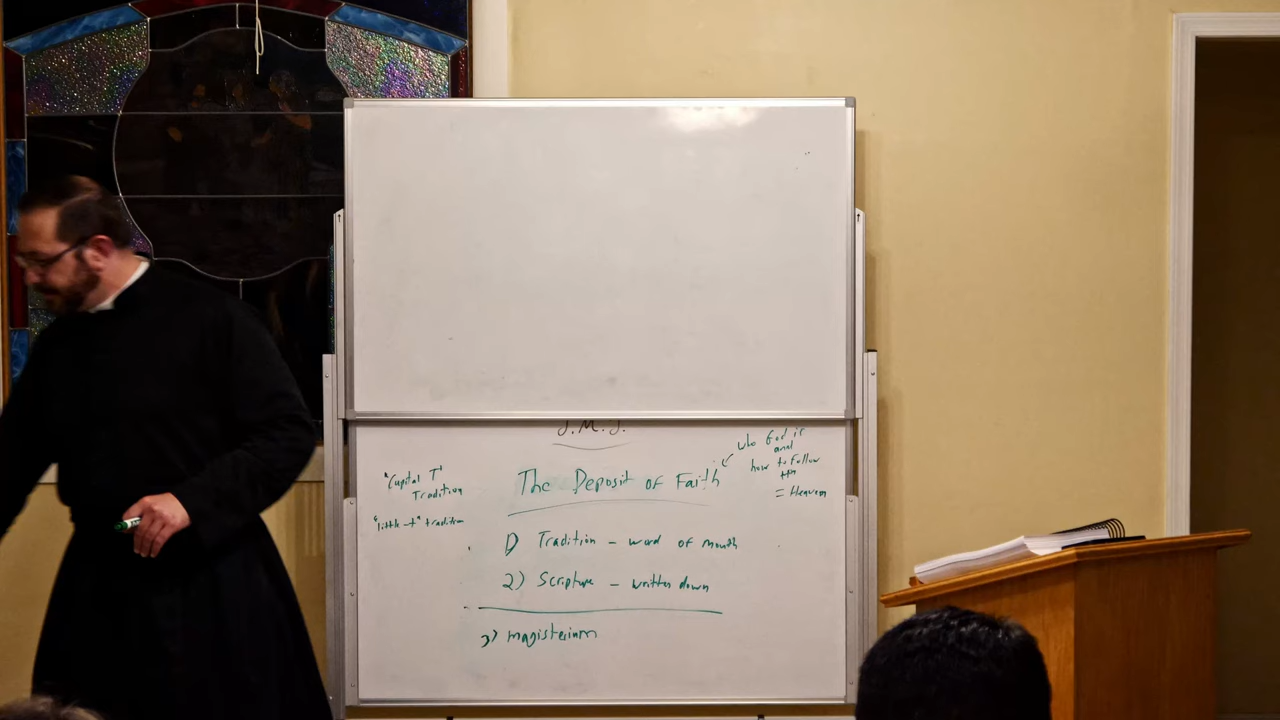 J.M.J.
The Deposit of Faith
who God is
and
how to follow
Him
= Heaven
"Capital T"
Tradition
"little-t" tradition
1) Tradition - word of mouth
2) Scripture - written down
3) Magisterium